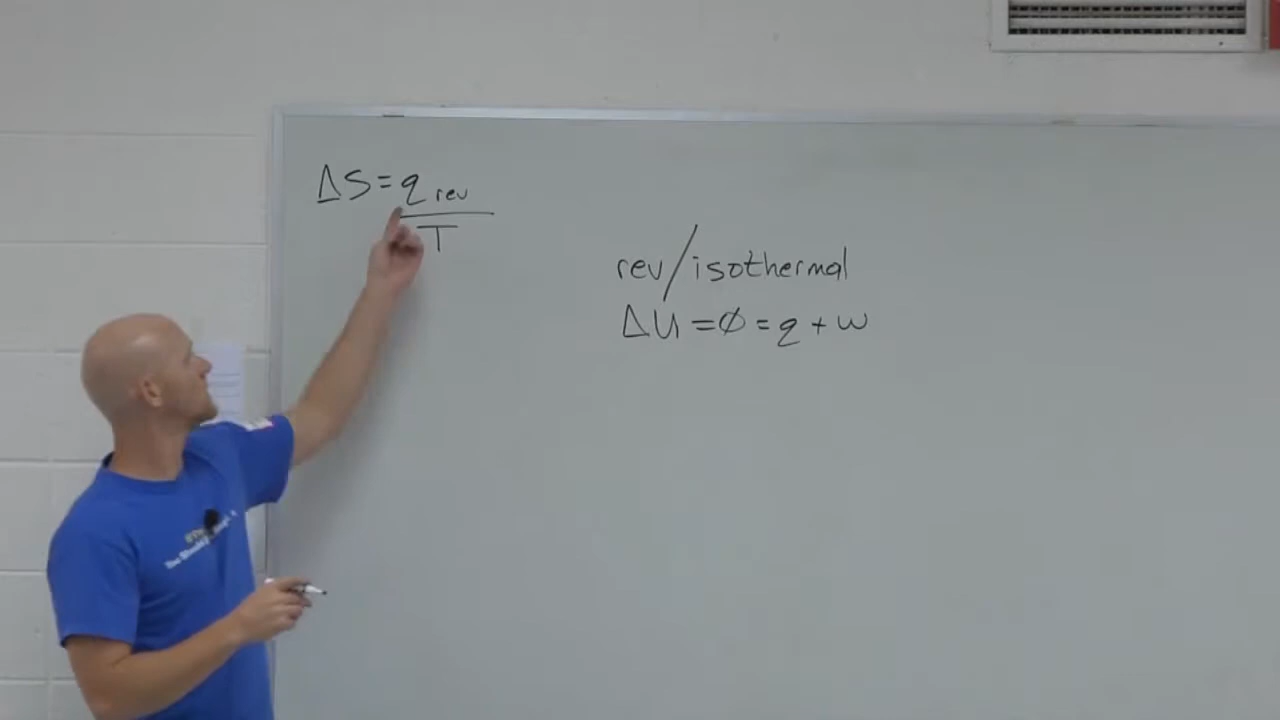 ΔS = q rev
T
rev/isothermal
ΔU = Ø = q + w